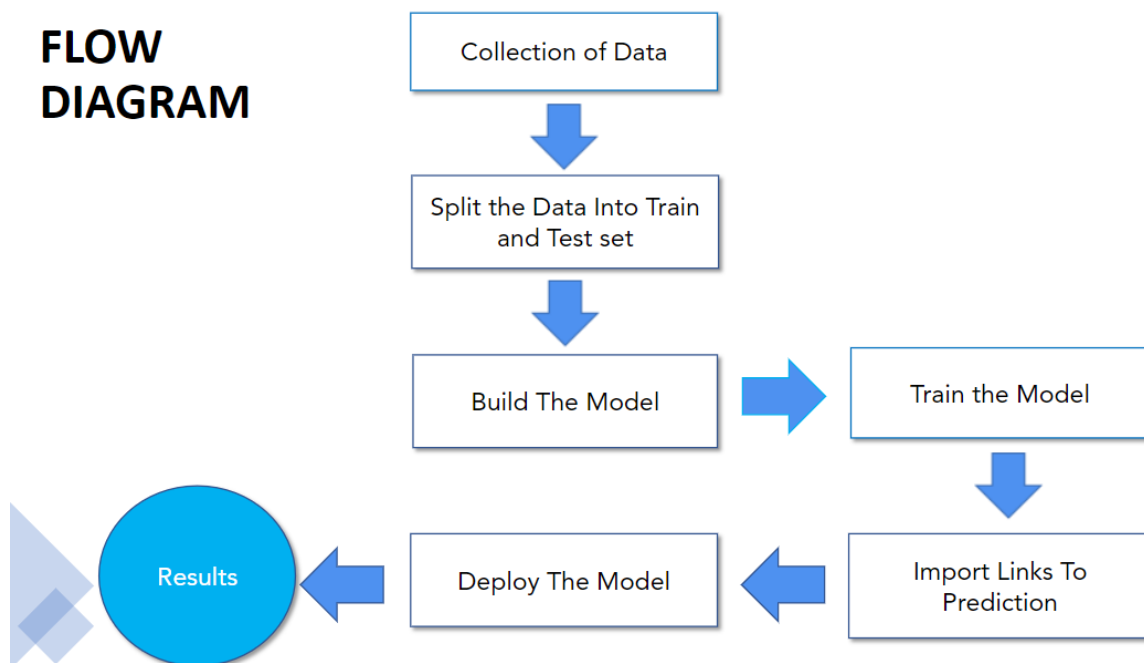 FLOW
DIAGRAM
Collection of Data
Split the Data Into Train
and Test set
Build The Model
Train the Model
Import Links To
Prediction
Deploy The Model
Results